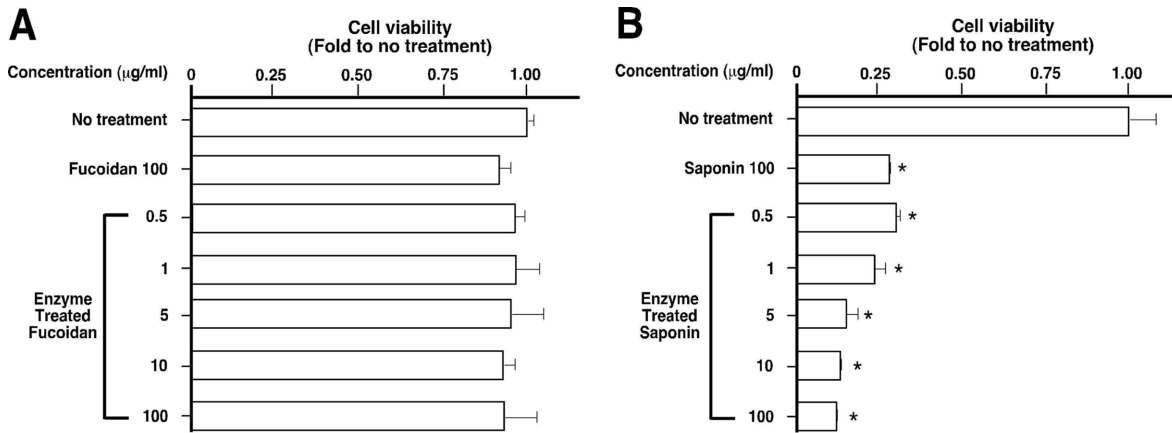 A
Cell viability
(Fold to no treatment)
Concentration (μg/ml)
0 0.25 0.50 0.75 1.00
No treatment
Fucoidan 100
0.5
1
Enzyme
Treated
Fucoidan
5
10
100
B
Cell viability
(Fold to no treatment)
Concentration (μg/ml)
0 0.25 0.50 0.75 1.00
No treatment
Saponin 100 *
0.5 *
1 *
Enzyme
Treated
Saponin
5 *
10 *
100 *